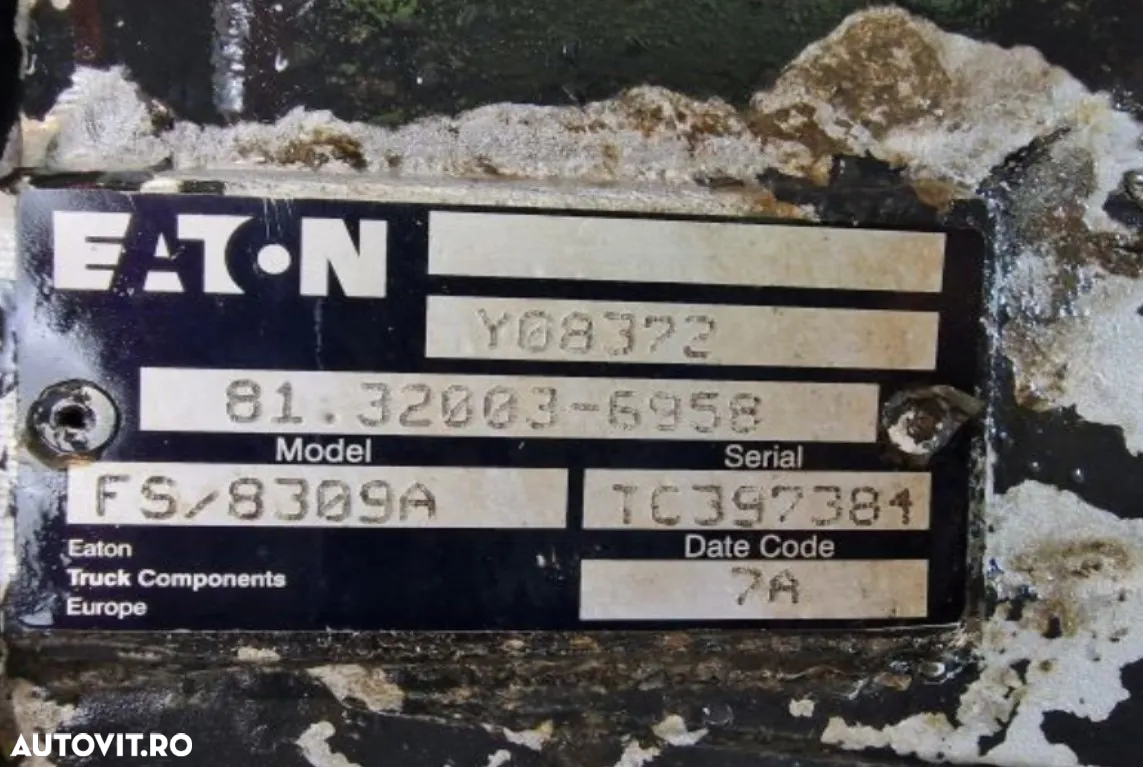 EATON
Y08372
81.32003-6958
Model
Serial
FS/8309A
TC397384
Eaton
Truck Components
Europe
Date Code
7A
AUTOVIT.RO